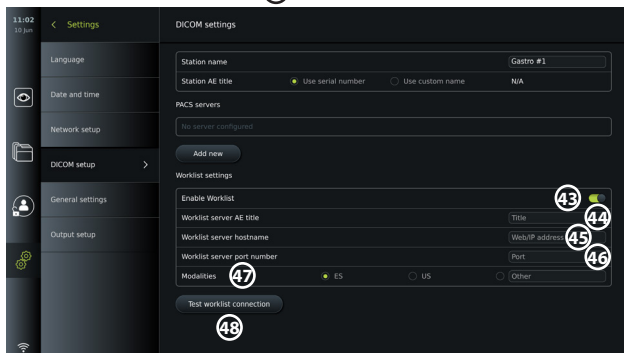 11:02
10 Jun
Settings
DICOM settings
Language
Date and time
Network setup
DICOM setup
General settings
Output setup
Station name Gastro #1
Station AE title Use serial number Use custom name N/A
PACS servers
No server configured
Add new
Worklist settings
Enable Worklist 43
Worklist server AE title Title 44
Worklist server hostname Web/IP address 45
Worklist server port number Port 46
Modalities 47 ES US Other
Test worklist connection
48